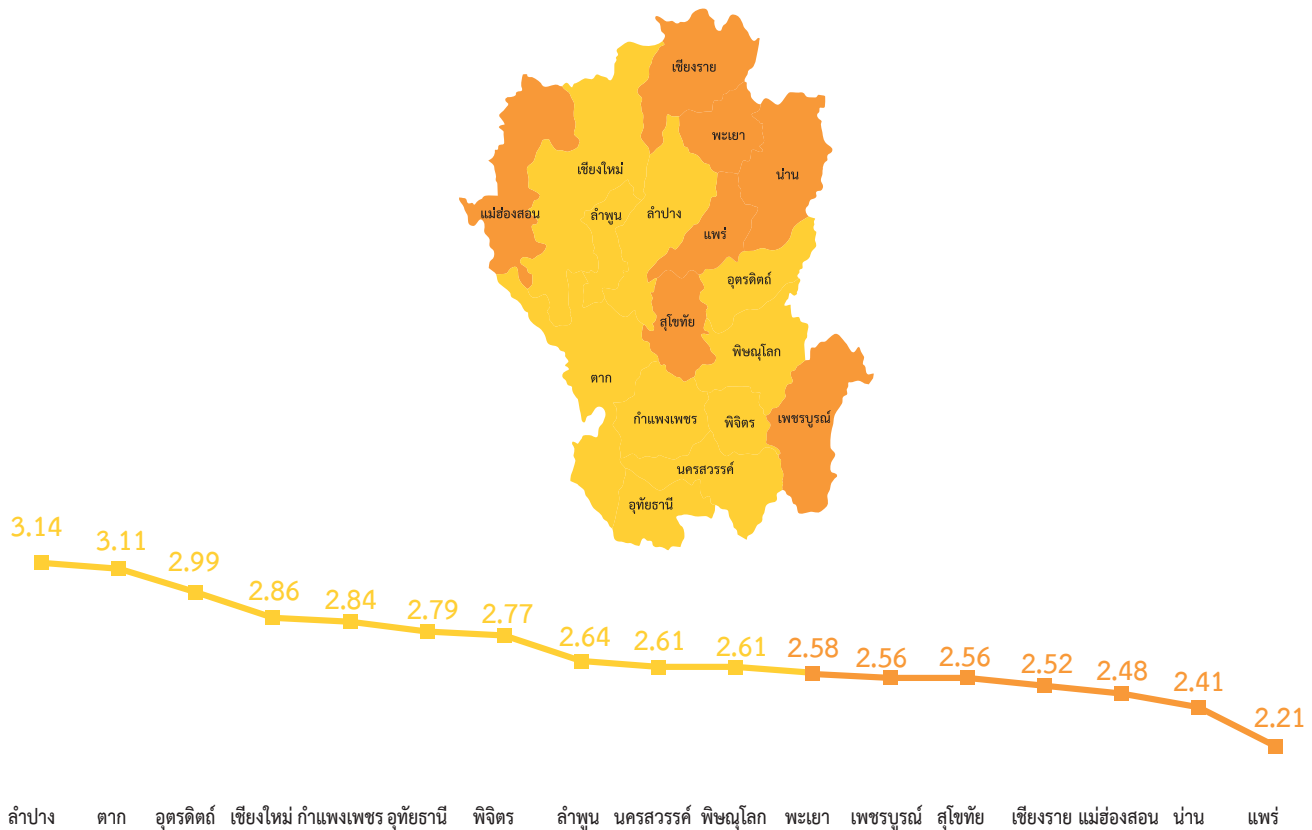 เชียงราย
พะเยา
เชียงใหม่
น่าน
แม่ฮ่องสอน
ลำพูน
ลำปาง
แพร่
อุตรดิตถ์
สุโขทัย
พิษณุโลก
ตาก
กำแพงเพชร
พิจิตร
เพชรบูรณ์
นครสวรรค์
อุทัยธานี
3.14 3.11 2.99 2.86 2.84 2.79 2.77 2.64 2.61 2.61 2.58 2.56 2.56 2.52 2.48 2.41 2.21
ลำปาง ตาก อุตรดิตถ์ เชียงใหม่ กำแพงเพชร อุทัยธานี พิจิตร ลำพูน นครสวรรค์ พิษณุโลก พะเยา เพชรบูรณ์ สุโขทัย เชียงราย แม่ฮ่องสอน น่าน แพร่